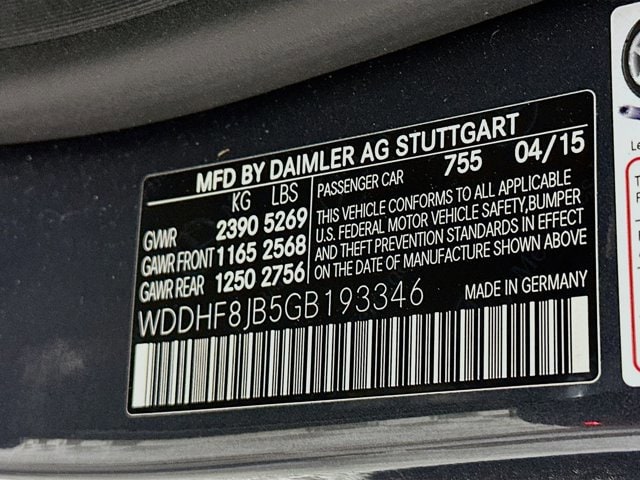 MFD BY DAIMLER AG STUTTGART
KG LBS
GVWR 2390 5269
GAWR FRONT 1165 2568
GAWR REAR 1250 2756
PASSENGER CAR 755 04/15
THIS VEHICLE CONFORMS TO ALL APPLICABLE
U.S. FEDERAL MOTOR VEHICLE SAFETY, BUMPER
AND THEFT PREVENTION STANDARDS IN EFFECT
ON THE DATE OF MANUFACTURE SHOWN ABOVE
WDDHF8JB5GB193346 MADE IN GERMANY